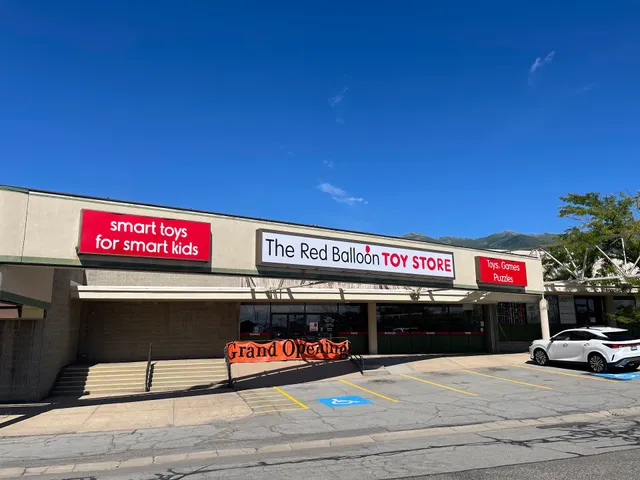 smart toys
for smart kids
The Red Balloon TOY STORE
Toys, Games
Puzzles
Grand Opening